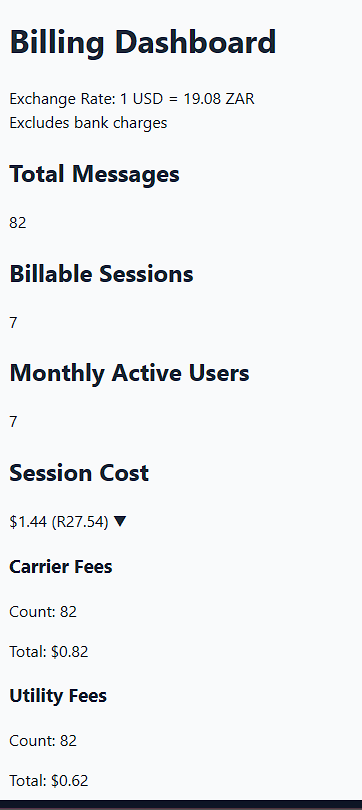 Billing Dashboard
Exchange Rate: 1 USD = 19.08 ZAR
Excludes bank charges
Total Messages
82
Billable Sessions
7
Monthly Active Users
7
Session Cost
$1.44 (R27.54) ▼
Carrier Fees
Count: 82
Total: $0.82
Utility Fees
Count: 82
Total: $0.62